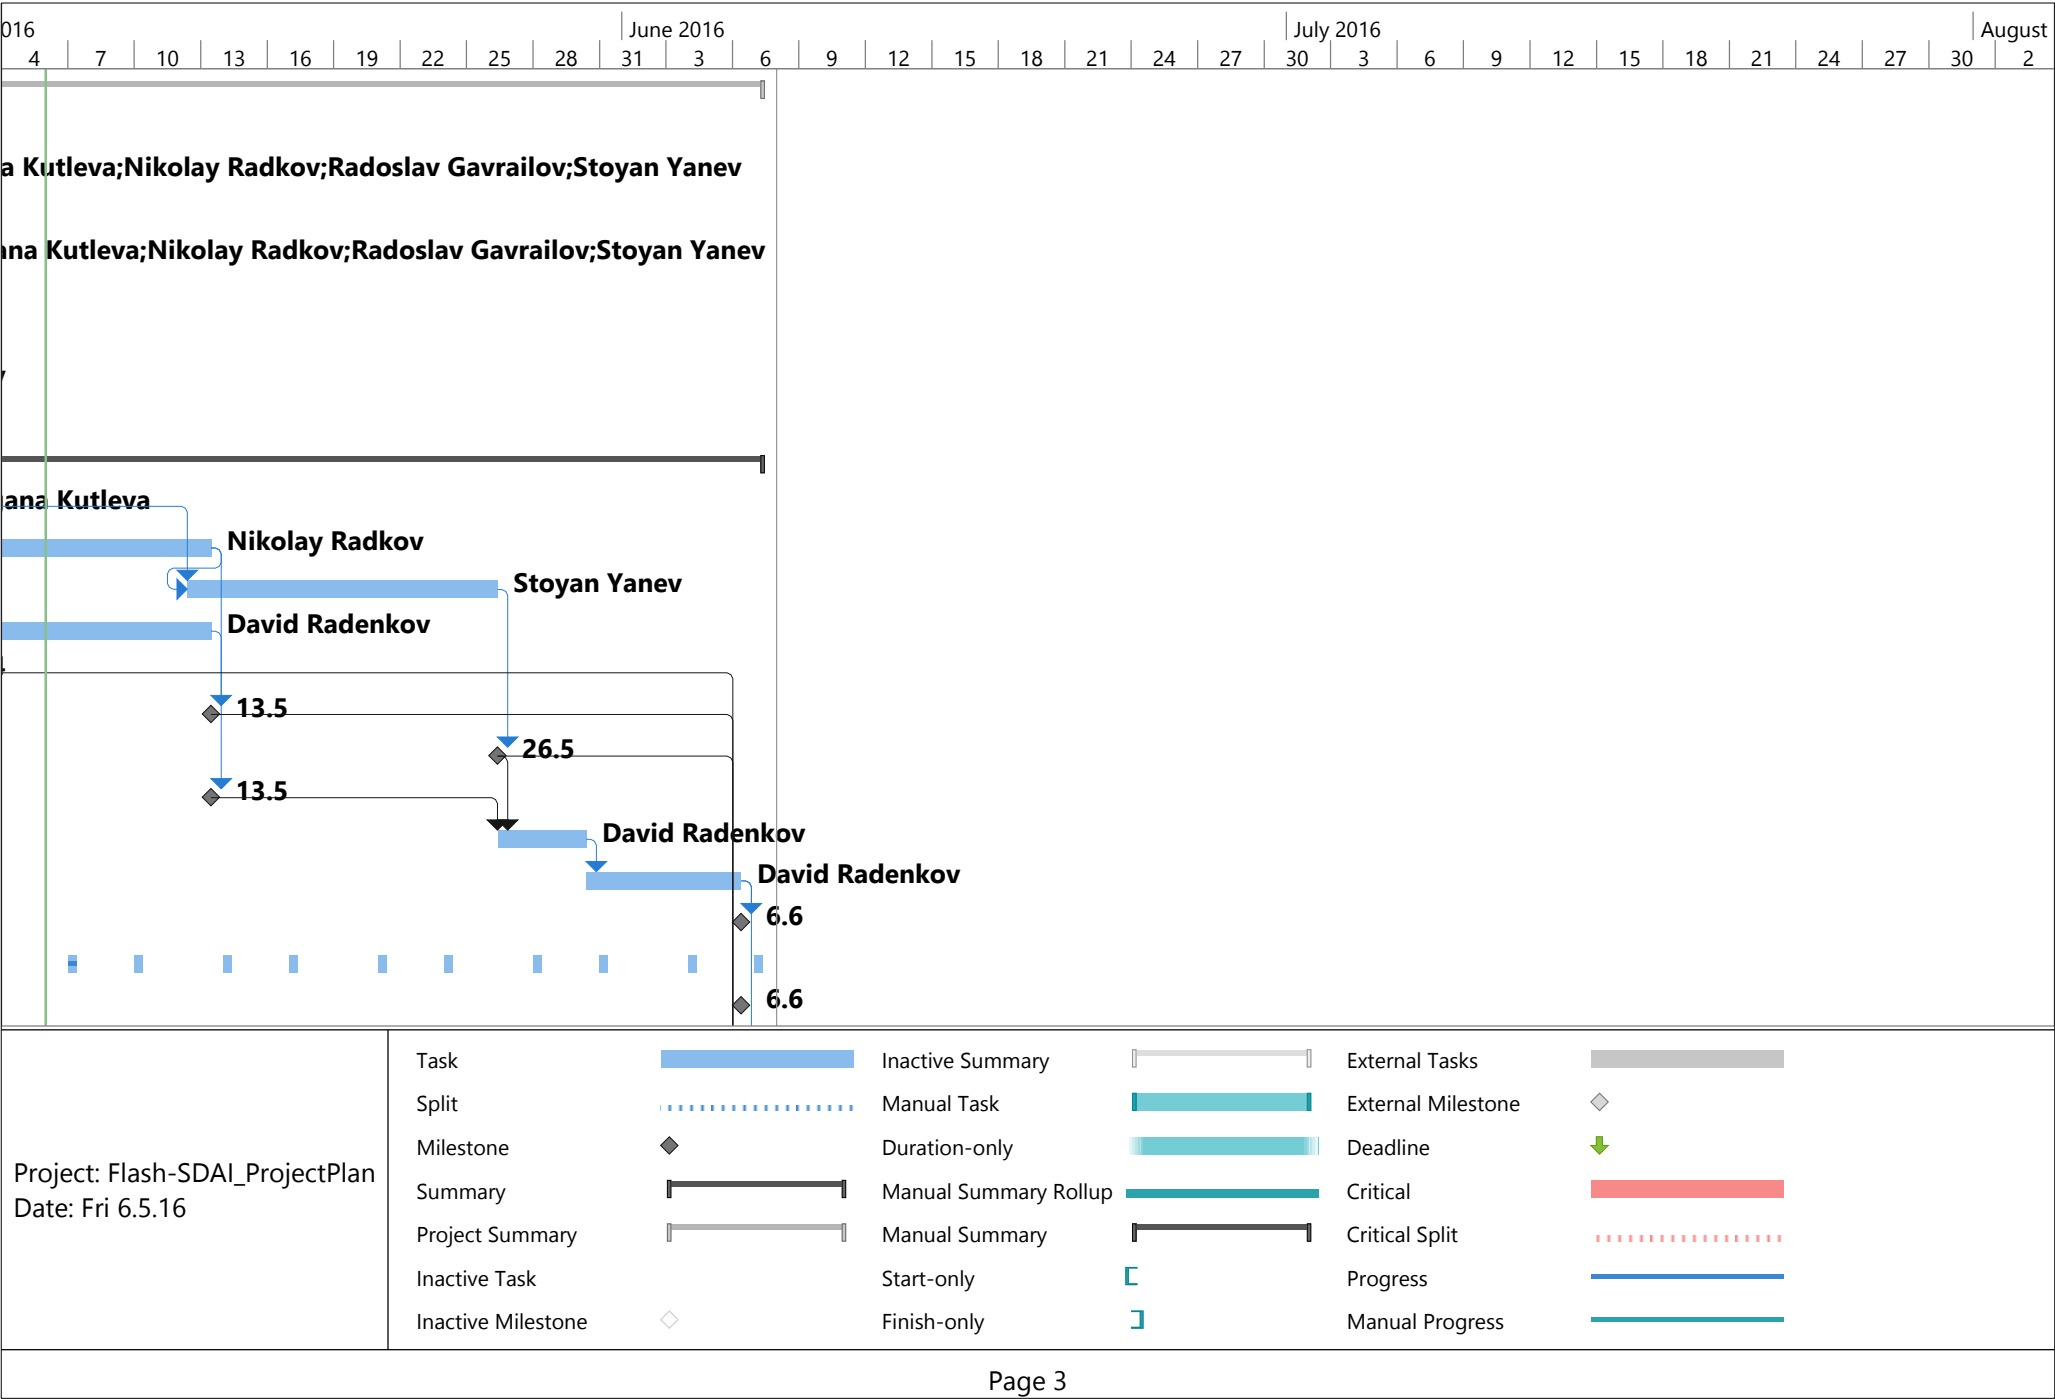 016 June 2016 July 2016 August
4 7 10 13 16 19 22 25 28 31 3 6 9 12 15 18 21 24 27 30 3 6 9 12 15 18 21 24 27 30 2
a Kutleva;Nikolay Radkov;Radoslav Gavrailov;Stoyan Yanev
ana Kutleva;Nikolay Radkov;Radoslav Gavrailov;Stoyan Yanev
ana Kutleva
Nikolay Radkov
Stoyan Yanev
David Radenkov
13.5
26.5
13.5
David Radenkov
David Radenkov
6.6
6.6
Project: Flash-SDAI_ProjectPlan
Date: Fri 6.5.16
Task
Split
Milestone
Summary
Project Summary
Inactive Task
Inactive Milestone
Inactive Summary
Manual Task
Duration-only
Manual Summary Rollup
Manual Summary
Start-only
Finish-only
External Tasks
External Milestone
Deadline
Critical
Critical Split
Progress
Manual Progress
Page 3